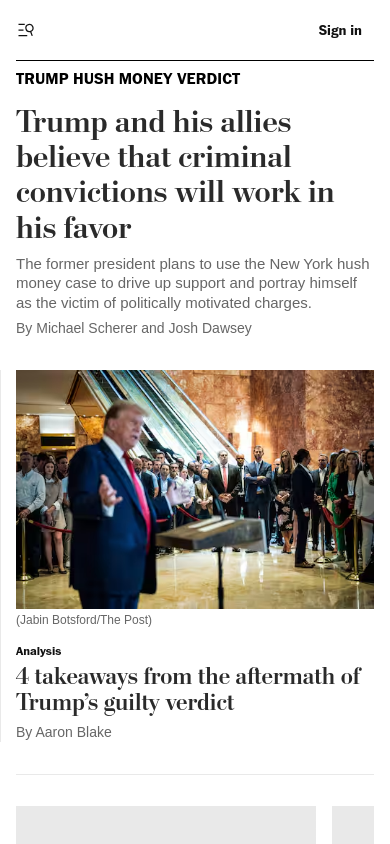 Sign in
TRUMP HUSH MONEY VERDICT
Trump and his allies
believe that criminal
convictions will work in
his favor
The former president plans to use the New York hush
money case to drive up support and portray himself
as the victim of politically motivated charges.
By Michael Scherer and Josh Dawsey
(Jabin Botsford/The Post)
Analysis
4 takeaways from the aftermath of
Trump’s guilty verdict
By Aaron Blake